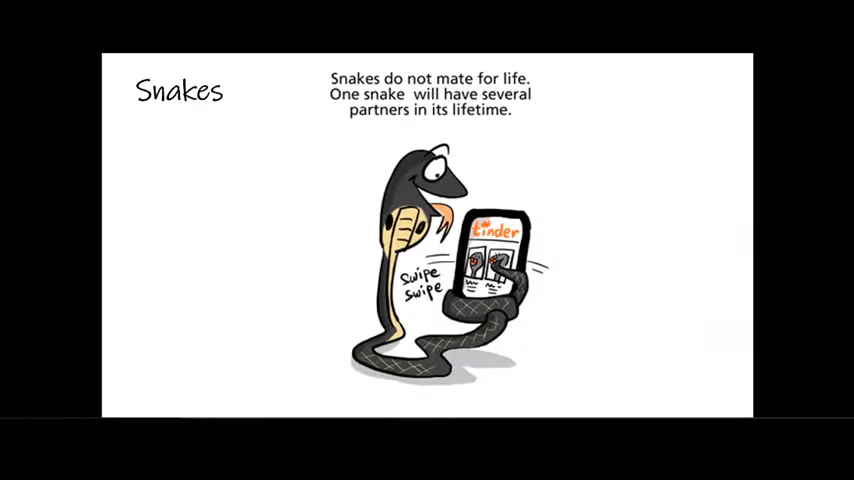 Snakes
Snakes do not mate for life.
One snake will have several
partners in its lifetime.
tinder
swipe
swipe